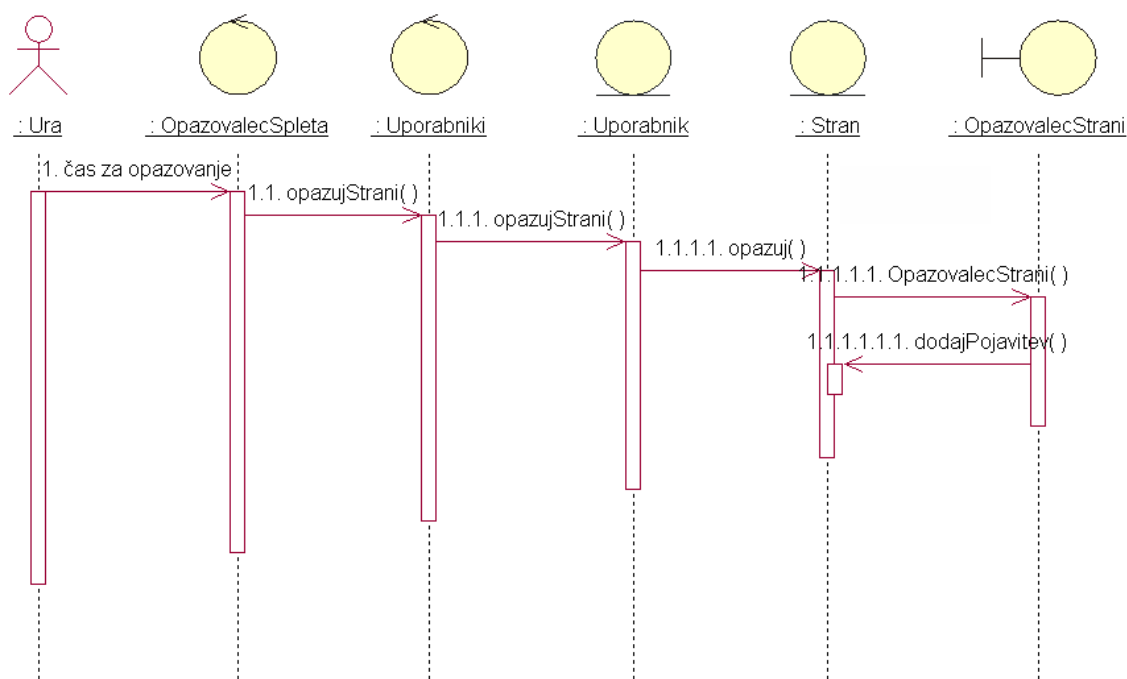 : Ura
: OpazovalecSpleta
: Uporabniki
: Uporabnik
: Stran
: OpazovalecStrani
1. čas za opazovanje
1.1. opazujStrani( )
1.1.1. opazujStrani( )
1.1.1.1. opazuj( )
1.1.1.1.1. OpazovalecStrani( )
1.1.1.1.1.1. dodajPojavitev( )